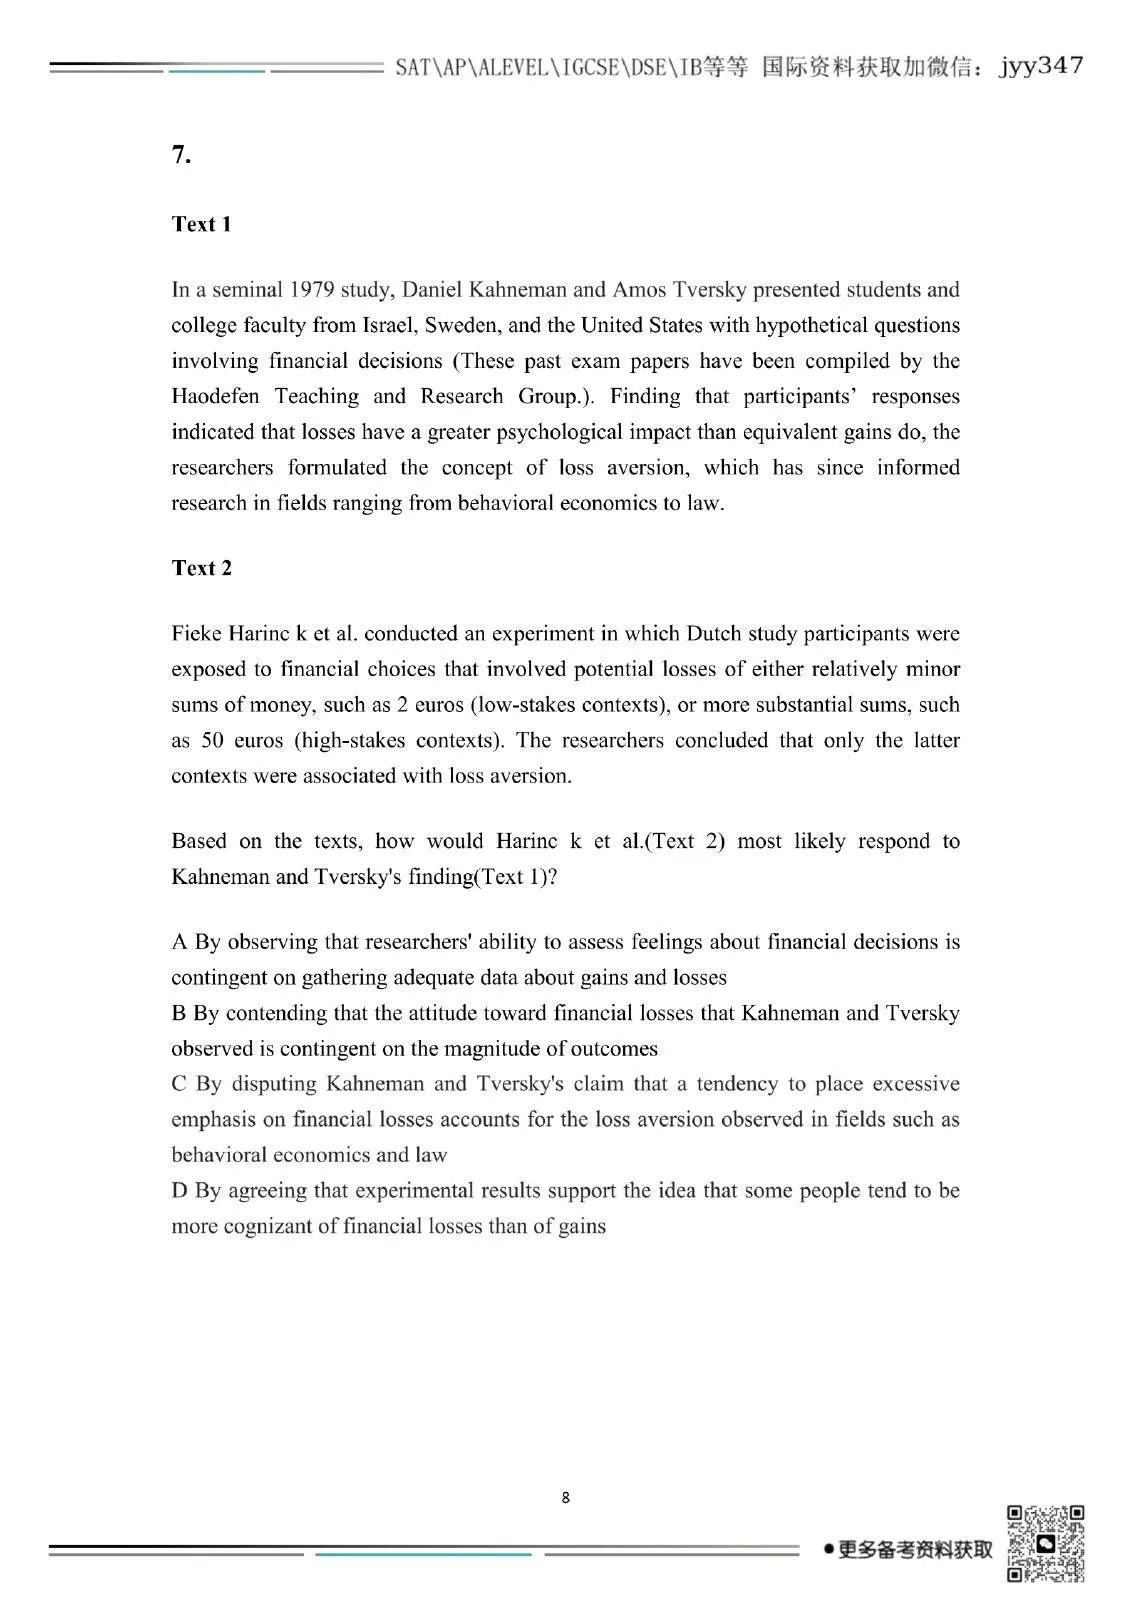 SAT\AP\ALEVEL\IGCSE\DSE\IB等等 国际资料获取加微信：jyy347
7.
Text 1
In a seminal 1979 study, Daniel Kahneman and Amos Tversky presented students and
college faculty from Israel, Sweden, and the United States with hypothetical questions
involving financial decisions (These past exam papers have been compiled by the
Haodefen Teaching and Research Group.). Finding that participants’ responses
indicated that losses have a greater psychological impact than equivalent gains do, the
researchers formulated the concept of loss aversion, which has since informed
research in fields ranging from behavioral economics to law.
Text 2
Fieke Harinc k et al. conducted an experiment in which Dutch study participants were
exposed to financial choices that involved potential losses of either relatively minor
sums of money, such as 2 euros (low-stakes contexts), or more substantial sums, such
as 50 euros (high-stakes contexts). The researchers concluded that only the latter
contexts were associated with loss aversion.
Based on the texts, how would Harinc k et al.(Text 2) most likely respond to
Kahneman and Tversky's finding(Text 1)?
A By observing that researchers' ability to assess feelings about financial decisions is
contingent on gathering adequate data about gains and losses
B By contending that the attitude toward financial losses that Kahneman and Tversky
observed is contingent on the magnitude of outcomes
C By disputing Kahneman and Tversky's claim that a tendency to place excessive
emphasis on financial losses accounts for the loss aversion observed in fields such as
behavioral economics and law
D By agreeing that experimental results support the idea that some people tend to be
more cognizant of financial losses than of gains
8
●更多备考资料获取